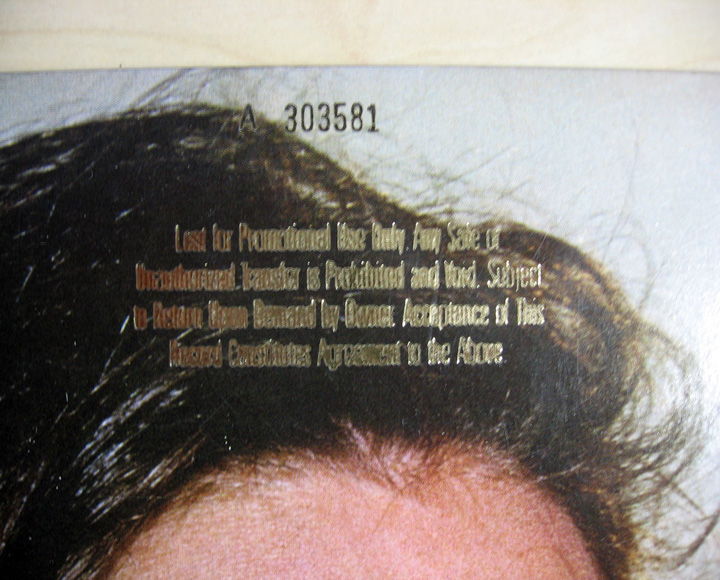 A 303581
Lent for Promotional Use Only. Any Sale or
Unauthorized Transfer is Prohibited and Void. Subject
to Return Upon Demand by Owner. Acceptance of This
Record Constitutes Agreement to the Above.